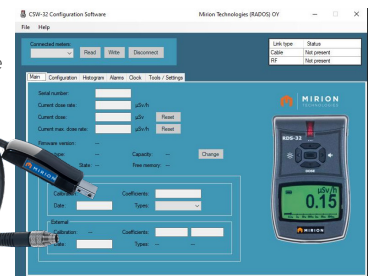 CSW-32 Configuration Software
Mirion Technologies (RADOS) OY
File Help
Connected meters:
Read Write Disconnect
Link type Status
Cable Not present
RF Not present
Main Configuration Histogram Alarms Clock Tools / Settings
Serial number:
Current dose rate: µSv/h
Current dose: µSv Reset
Current max. dose rate: µSv/h Reset
Firmware version: --
type: Capacity: -- Change
State: -- Free memory: --
Calibration Coefficients:
Date: Types:
External
Calibration: -- Coefficients:
Date: Types: -- --
MIRION
TECHNOLOGIES
RDS-32
µSv/h
0.15
MIRION
e